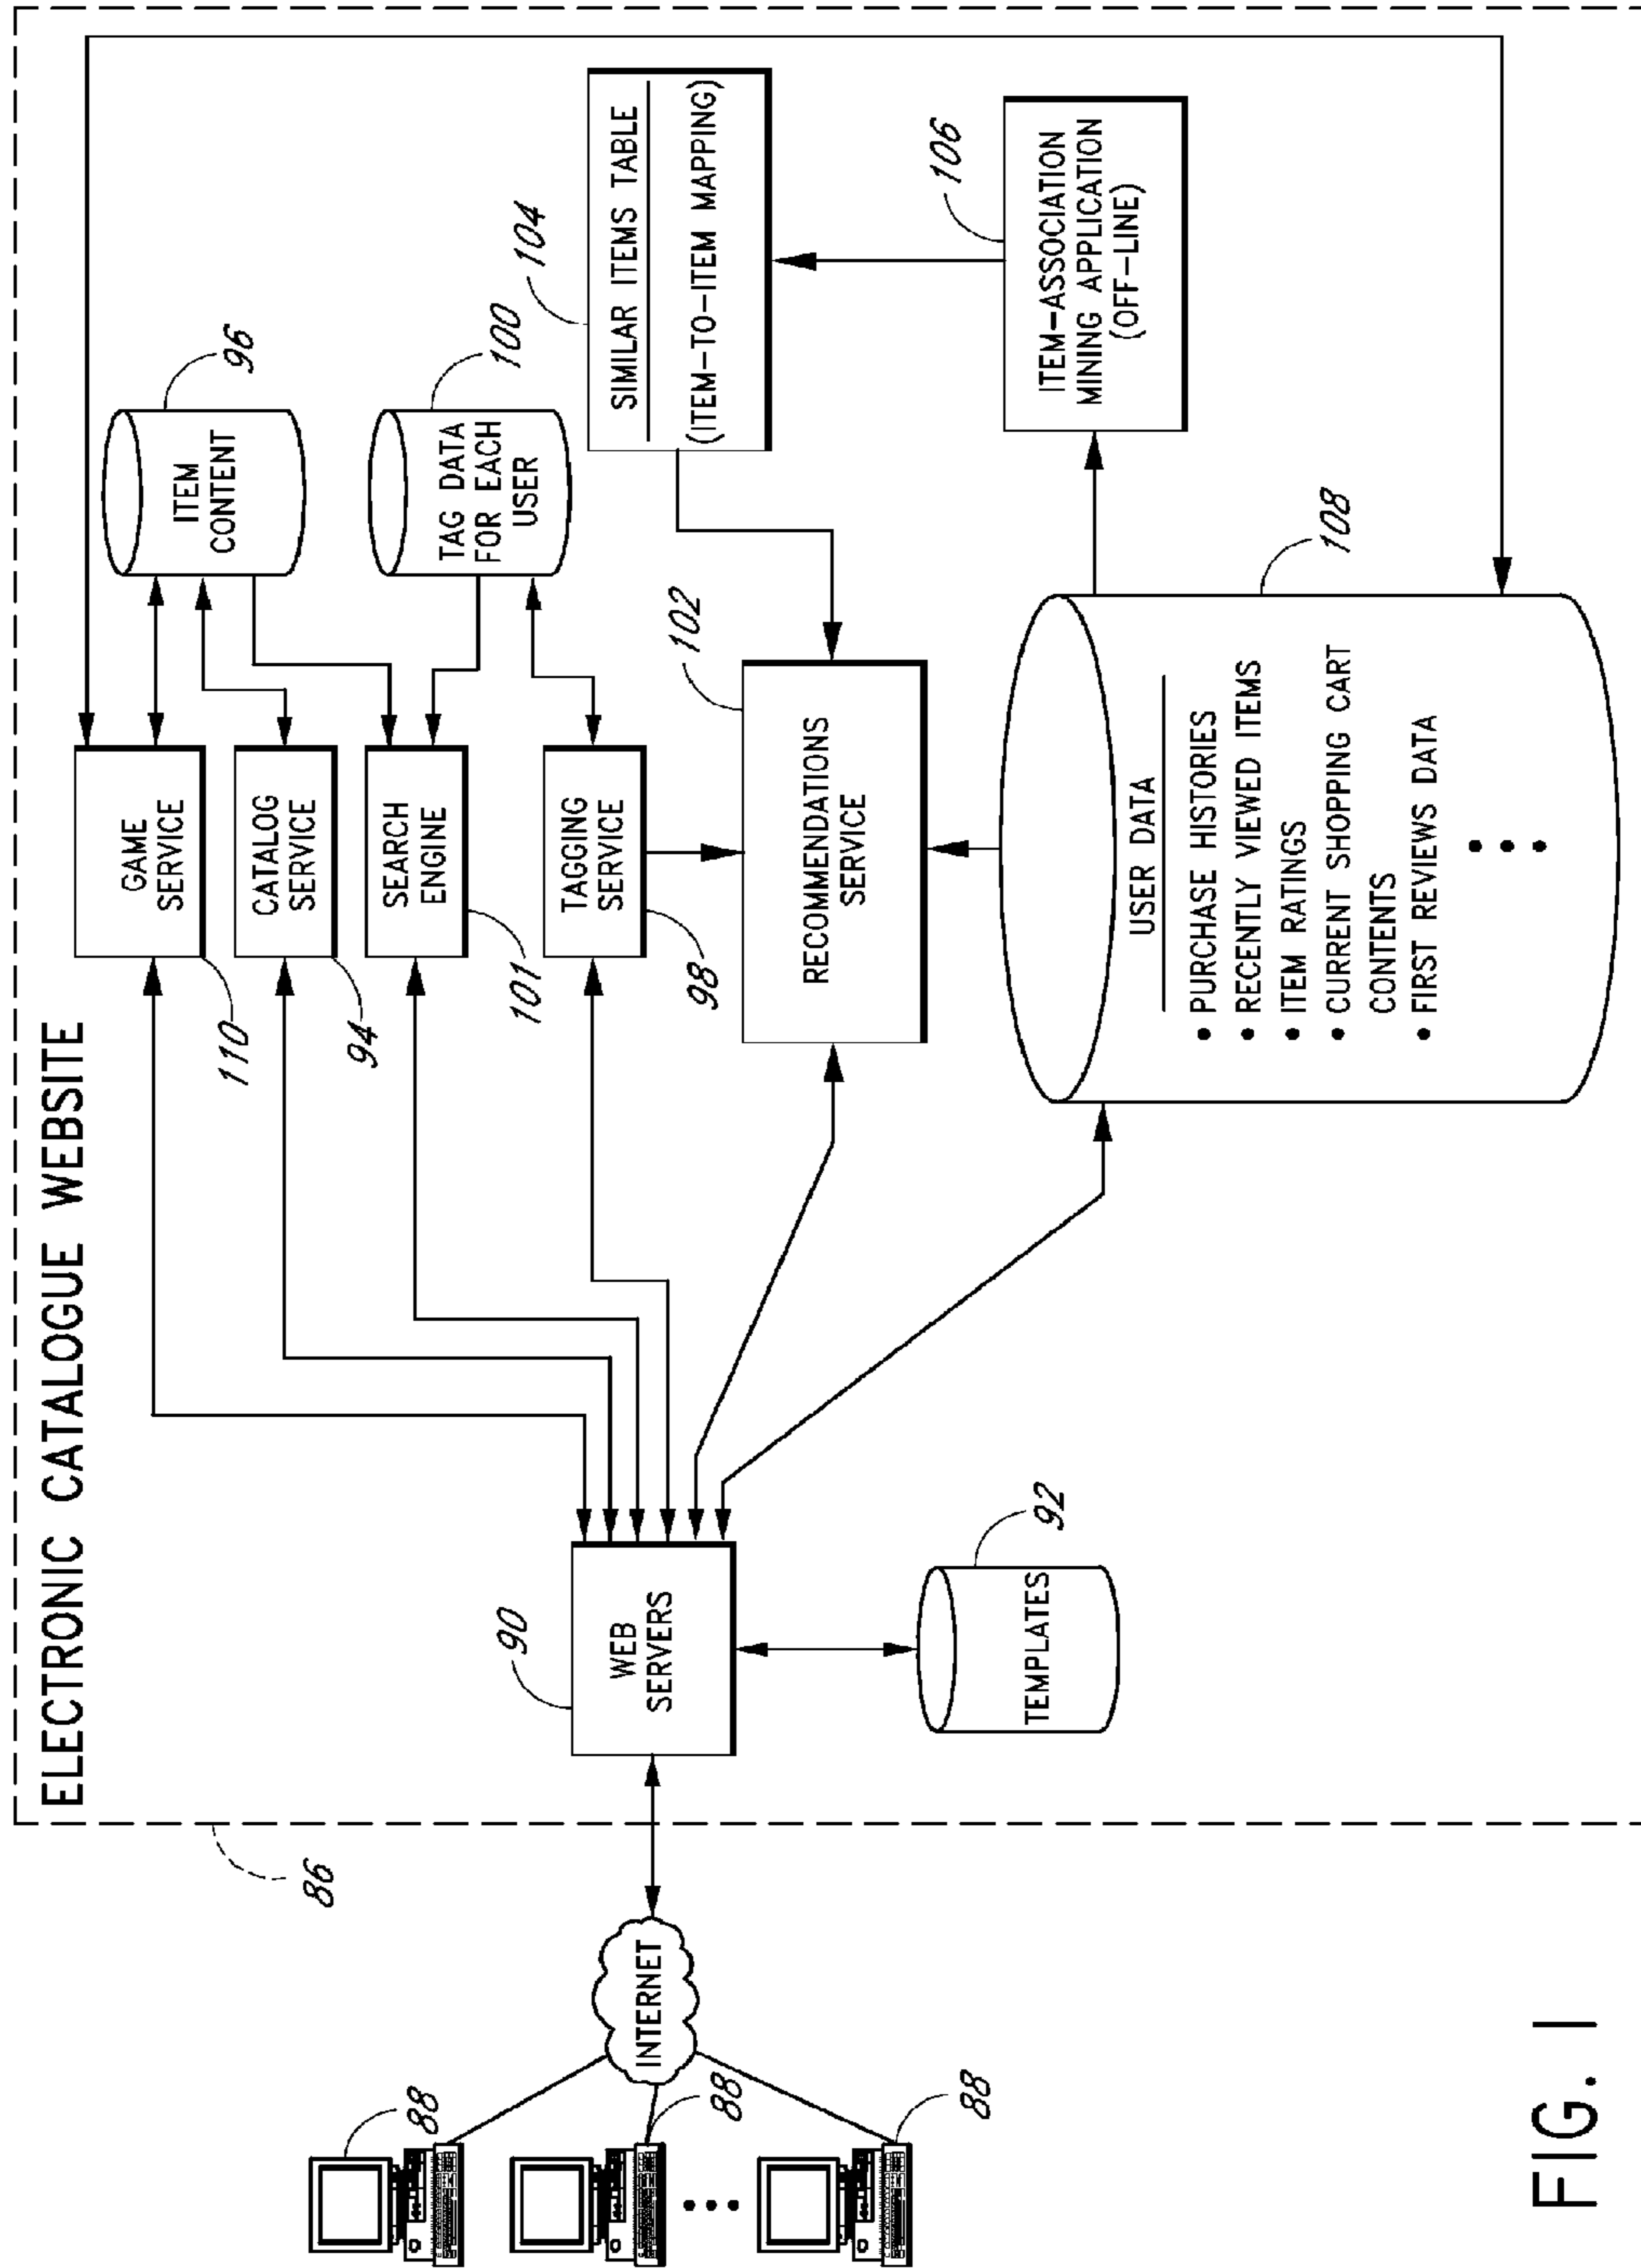 ELECTRONIC CATALOGUE WEBSITE
86
88
88
88
INTERNET
90
WEB
SERVERS
92
TEMPLATES
GAME
SERVICE
110
CATALOG
SERVICE
94
SEARCH
ENGINE
101
TAGGING
SERVICE
98
ITEM
CONTENT
96
TAG DATA
FOR EACH
USER
100
RECOMMENDATIONS
SERVICE
102
SIMILAR ITEMS TABLE
(ITEM-TO-ITEM MAPPING)
104
ITEM-ASSOCIATION
MINING APPLICATION
(OFF-LINE)
106
USER DATA
• PURCHASE HISTORIES
• RECENTLY VIEWED ITEMS
• ITEM RATINGS
• CURRENT SHOPPING CART
CONTENTS
• FIRST REVIEWS DATA
108
FIG. 1